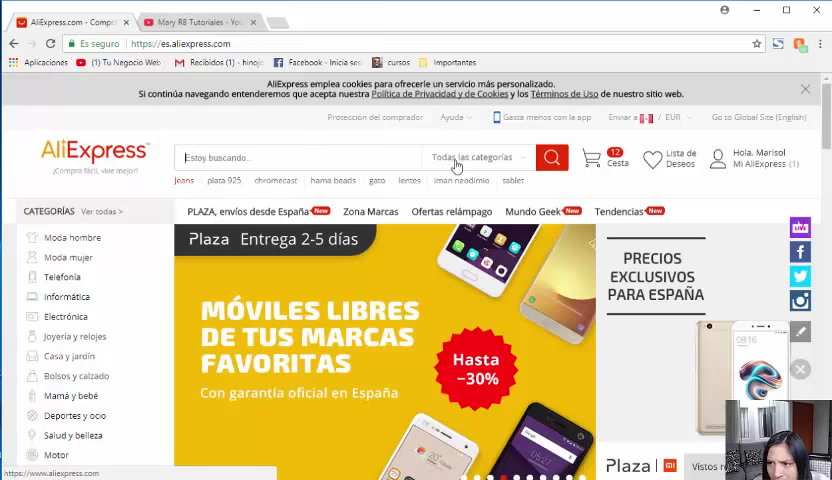 AliExpress.com - Compr
Mary RB Tutoriales - Yo
Es seguro
https://es.aliexpress.com
Aplicaciones
(1) Tu Negocio Web
Recibidos (1) - hinoj
Facebook - Inicia ses
cursos
Importantes
AliExpress emplea cookies para ofrecerle un servicio más personalizado.
Si continúa navegando entenderemos que acepta nuestra Política de Privacidad y de Cookies y los Términos de Uso de nuestro sitio web.
Protección del comprador
Ayuda
Gasta menos con la app
Enviar a
/ EUR
Go to Global Site (English)
AliExpress
¡Compra fácil, vive mejor!
Estoy buscando...
Todas las categorías
12
Cesta
Lista de
Deseos
Hola, Marisol
Mi AliExpress (1)
Jeans
plata 925
chromecast
hama beads
gato
lentes
iman neodimio
tablet
CATEGORÍAS
Ver todas >
PLAZA, envíos desde España New
Zona Marcas
Ofertas relámpago
Mundo Geek New
Tendencias New
Moda hombre
Moda mujer
Telefonía
Informática
Electrónica
Joyería y relojes
Casa y jardín
Bolsos y calzado
Mamá y bebé
Deportes y ocio
Salud y belleza
Motor
Plaza
Entrega 2-5 días
MÓVILES LIBRES
DE TUS MARCAS
FAVORITAS
Con garantía oficial en España
Hasta
−30%
LIVE
PRECIOS
EXCLUSIVOS
PARA ESPAÑA
08:16
Plaza
Vistos re
https://www.aliexpress.com